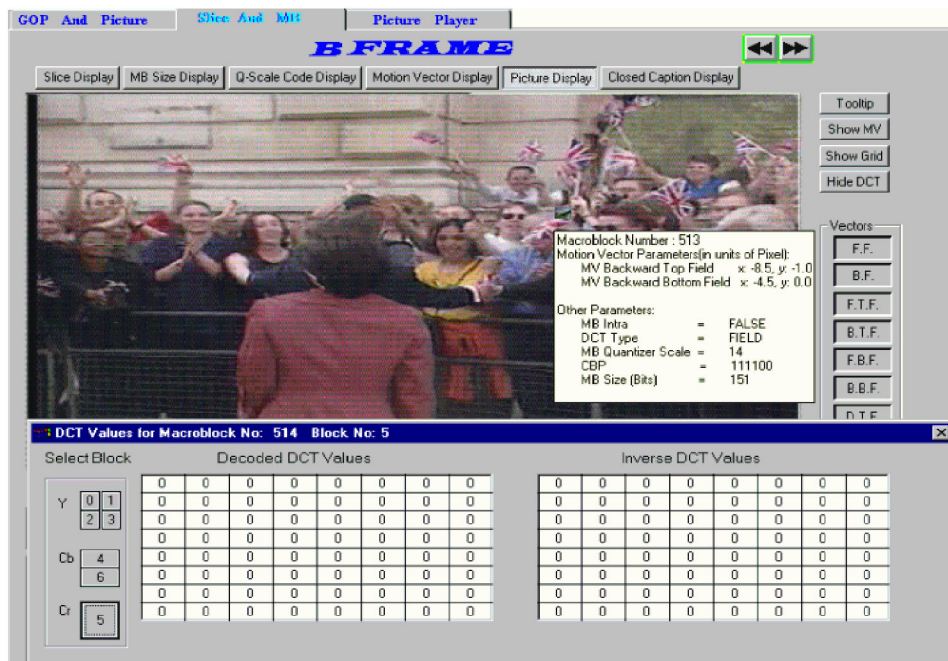 GOP And Picture Slice And MB Picture Player
B FRAME
Slice Display MB Size Display Q-Scale Code Display Motion Vector Display Picture Display Closed Caption Display
Tooltip
Show MV
Show Grid
Hide DCT
Vectors
F.F.
B.F.
F.T.F.
B.T.F.
F.B.F.
B.B.F.
D.T.F.
Macroblock Number : 513
Motion Vector Parameters(in units of Pixel):
MV Backward Top Field x: -8.5, y: -1.0
MV Backward Bottom Field x: -4.5, y: 0.0
Other Parameters:
MB Intra = FALSE
DCT Type = FIELD
MB Quantizer Scale = 14
CBP = 111100
MB Size (Bits) = 151
DCT Values for Macroblock No: 514 Block No: 5
Select Block Decoded DCT Values Inverse DCT Values
Y 0 1
2 3
Cb 4
6
Cr 5
0 0 0 0 0 0 0 0 0 0 0 0 0 0 0 0
0 0 0 0 0 0 0 0 0 0 0 0 0 0 0 0
0 0 0 0 0 0 0 0 0 0 0 0 0 0 0 0
0 0 0 0 0 0 0 0 0 0 0 0 0 0 0 0
0 0 0 0 0 0 0 0 0 0 0 0 0 0 0 0
0 0 0 0 0 0 0 0 0 0 0 0 0 0 0 0
0 0 0 0 0 0 0 0 0 0 0 0 0 0 0 0
0 0 0 0 0 0 0 0 0 0 0 0 0 0 0 0